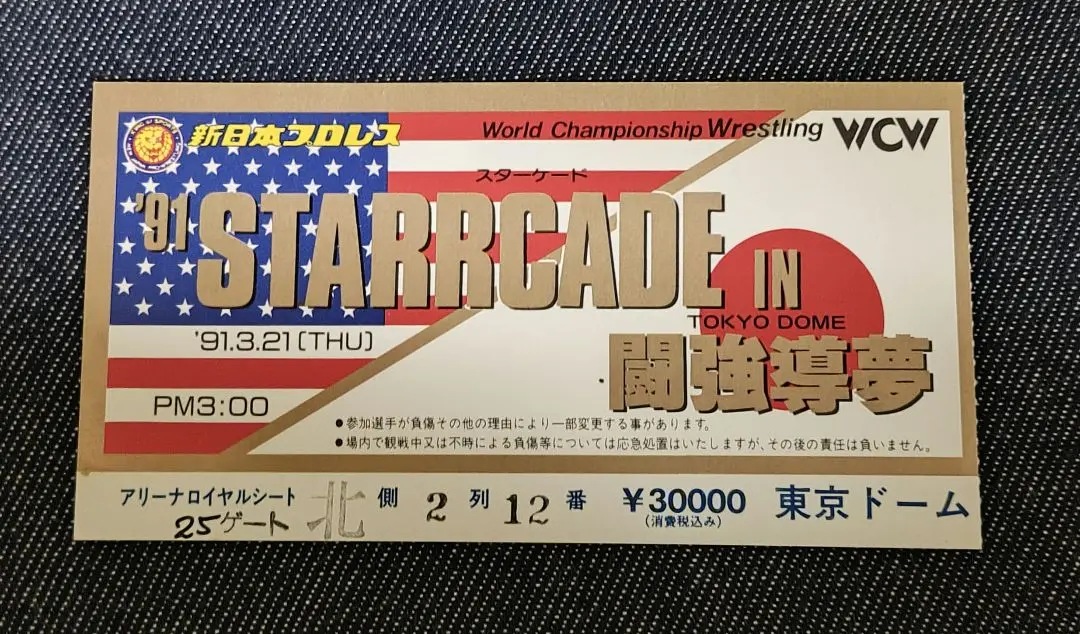 新日本プロレス
World Championship Wrestling WCW
スターケード
'91 STARRCADE IN
TOKYO DOME
闘強導夢
'91.3.21(THU)
PM3:00
●参加選手が負傷その他の理由により一部変更する事があります。
●場内で観戦中又は不時による負傷等については応急処置はいたしますが、その後の責任は負いません。
アリーナロイヤルシート 北 側 2 列 12 番 ¥30000 東京ドーム
25ゲート (消費税込み)